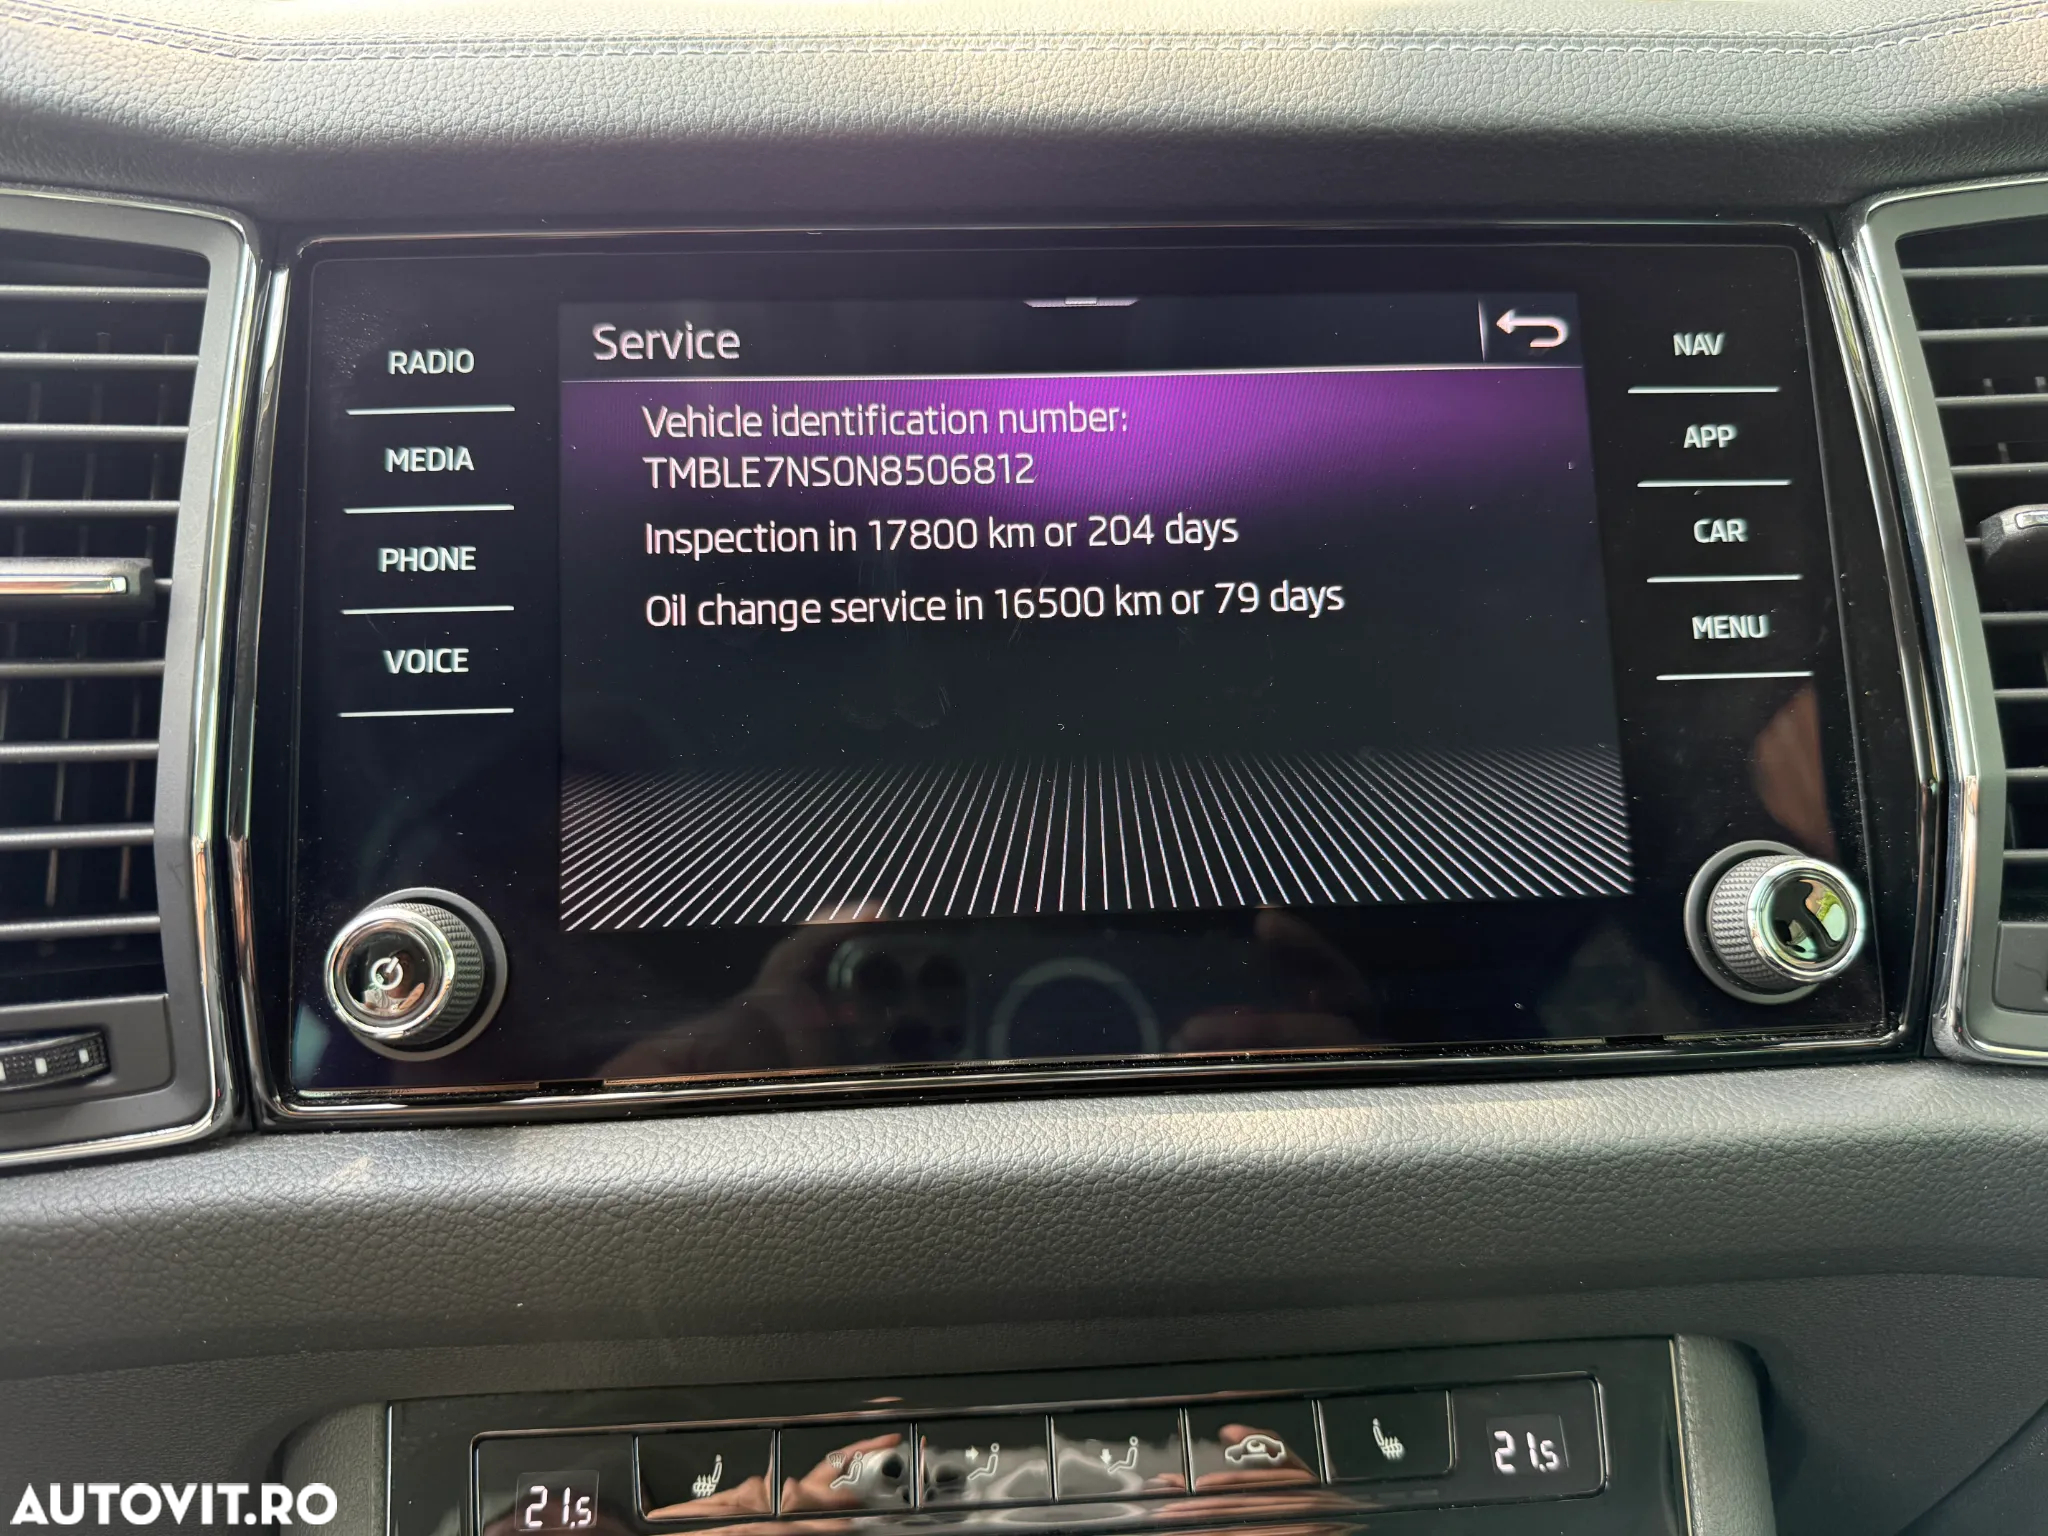 Service
RADIO
MEDIA
PHONE
VOICE
Vehicle identification number:
TMBLE7NS0N8506812
Inspection in 17800 km or 204 days
Oil change service in 16500 km or 79 days
NAV
APP
CAR
MENU
21.5
21.5
AUTOVIT.RO